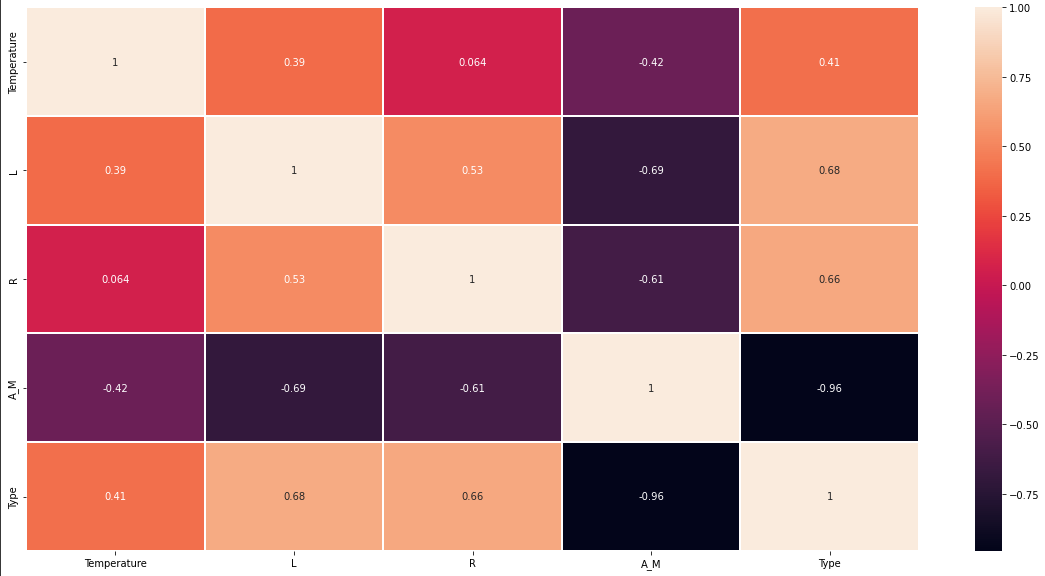 Temperature 1 0.39 0.064 -0.42 0.41
L 0.39 1 0.53 -0.69 0.68
R 0.064 0.53 1 -0.61 0.66
A_M -0.42 -0.69 -0.61 1 -0.96
Type 0.41 0.68 0.66 -0.96 1
Temperature L R A_M Type
1.00
0.75
0.50
0.25
0.00
−0.25
−0.50
−0.75